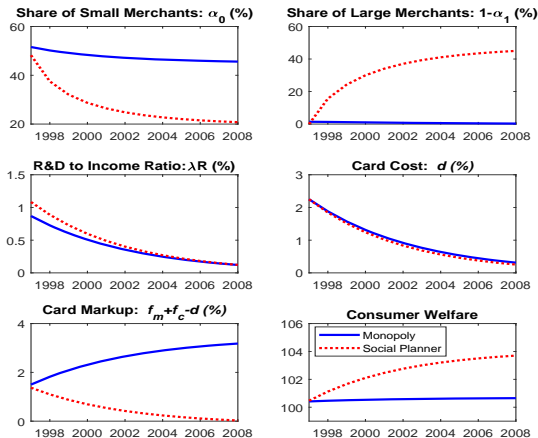 Share of Small Merchants: α₀ (%)
60
40
20
1998 2000 2002 2004 2006 2008
Share of Large Merchants: 1-α₁ (%)
60
40
20
0
1998 2000 2002 2004 2006 2008
R&D to Income Ratio:λR (%)
1.5
1
0.5
0
1998 2000 2002 2004 2006 2008
Card Cost: d (%)
3
2
1
0
1998 2000 2002 2004 2006 2008
Card Markup: f_m+f_c-d (%)
4
2
0
1998 2000 2002 2004 2006 2008
Consumer Welfare
106
104
102
100
Monopoly
Social Planner
1998 2000 2002 2004 2006 2008